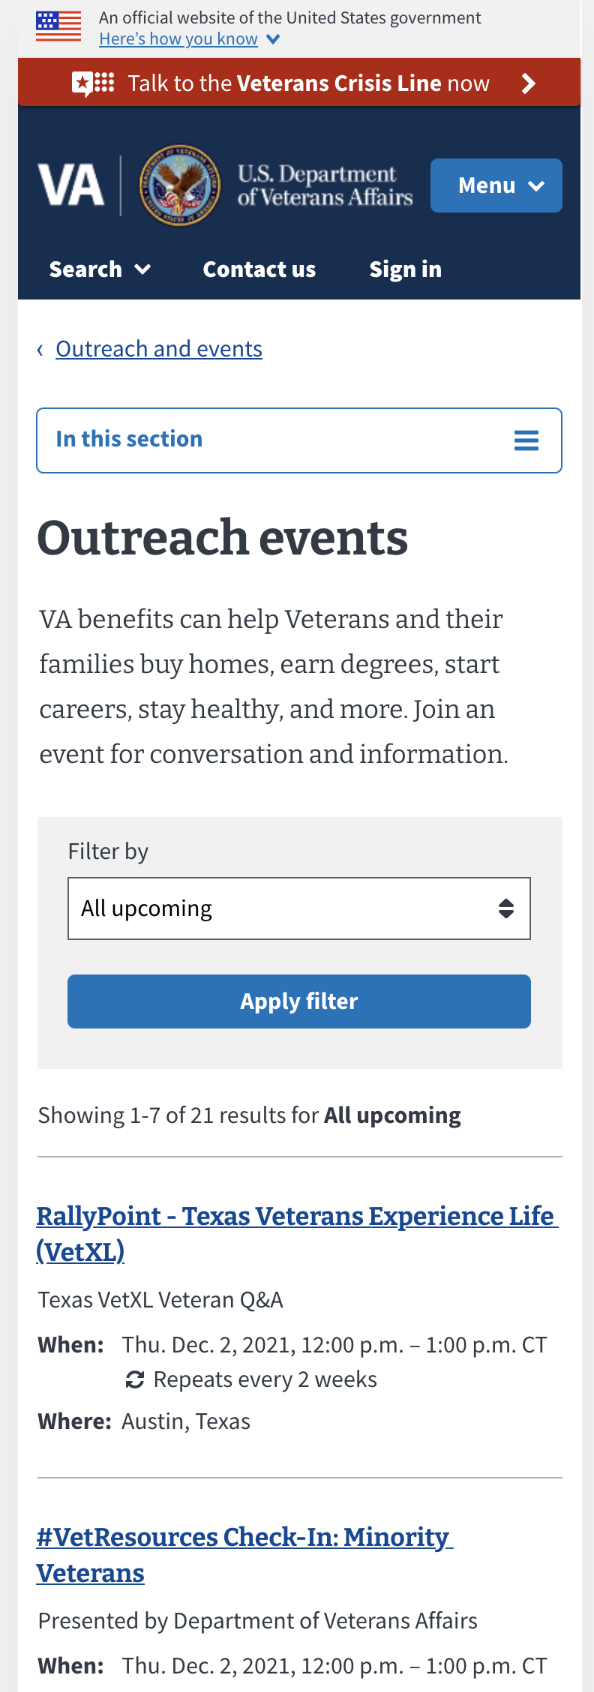 An official website of the United States government
Here's how you know
Talk to the Veterans Crisis Line now
VA
U.S. Department
of Veterans Affairs
Menu
Search
Contact us
Sign in
‹ Outreach and events
In this section
Outreach events
VA benefits can help Veterans and their
families buy homes, earn degrees, start
careers, stay healthy, and more. Join an
event for conversation and information.
Filter by
All upcoming
Apply filter
Showing 1-7 of 21 results for All upcoming
RallyPoint - Texas Veterans Experience Life
(VetXL)
Texas VetXL Veteran Q&A
When: Thu. Dec. 2, 2021, 12:00 p.m. – 1:00 p.m. CT
Repeats every 2 weeks
Where: Austin, Texas
#VetResources Check-In: Minority
Veterans
Presented by Department of Veterans Affairs
When: Thu. Dec. 2, 2021, 12:00 p.m. – 1:00 p.m. CT